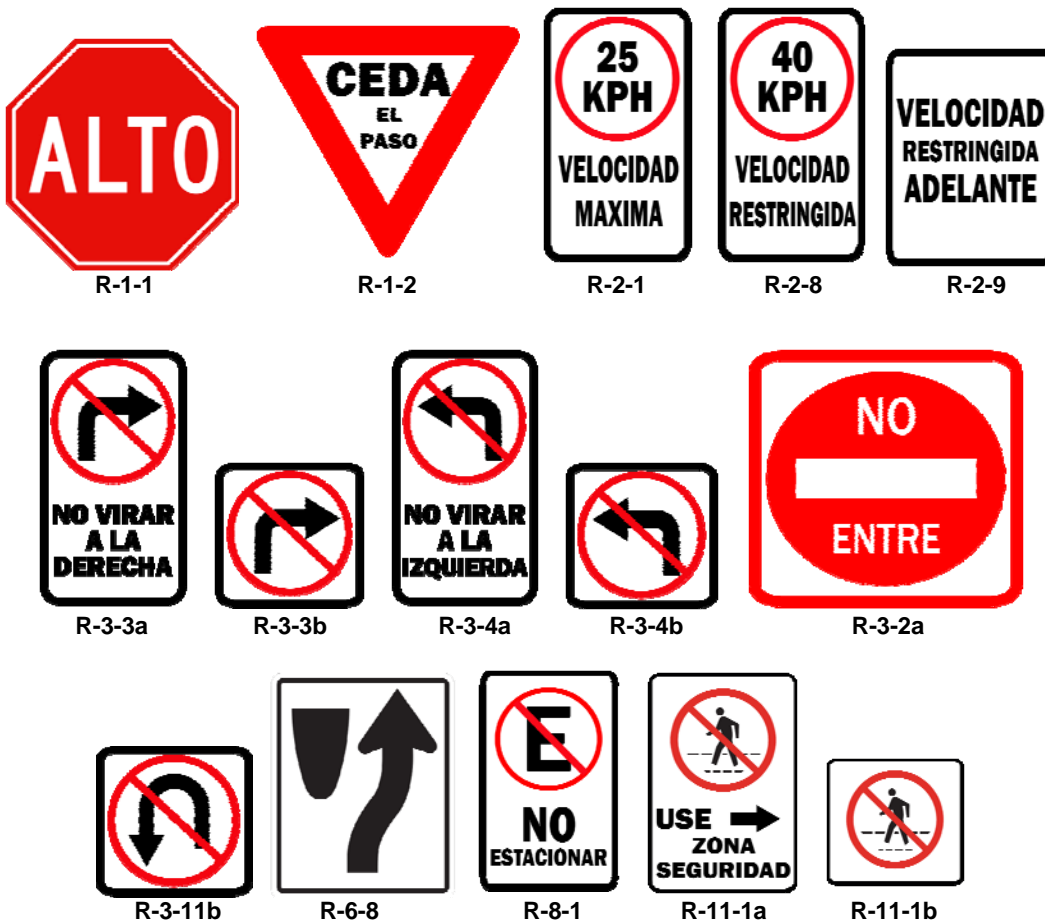 ALTO
R-1-1
CEDA
EL
PASO
R-1-2
25
KPH
VELOCIDAD
MAXIMA
R-2-1
40
KPH
VELOCIDAD
RESTRINGIDA
R-2-8
VELOCIDAD
RESTRINGIDA
ADELANTE
R-2-9
NO VIRAR
A LA
DERECHA
R-3-3a
R-3-3b
NO VIRAR
A LA
IZQUIERDA
R-3-4a
R-3-4b
NO
ENTRE
R-3-2a
R-3-11b
R-6-8
E
NO
ESTACIONAR
R-8-1
USE
ZONA
SEGURIDAD
R-11-1a
R-11-1b